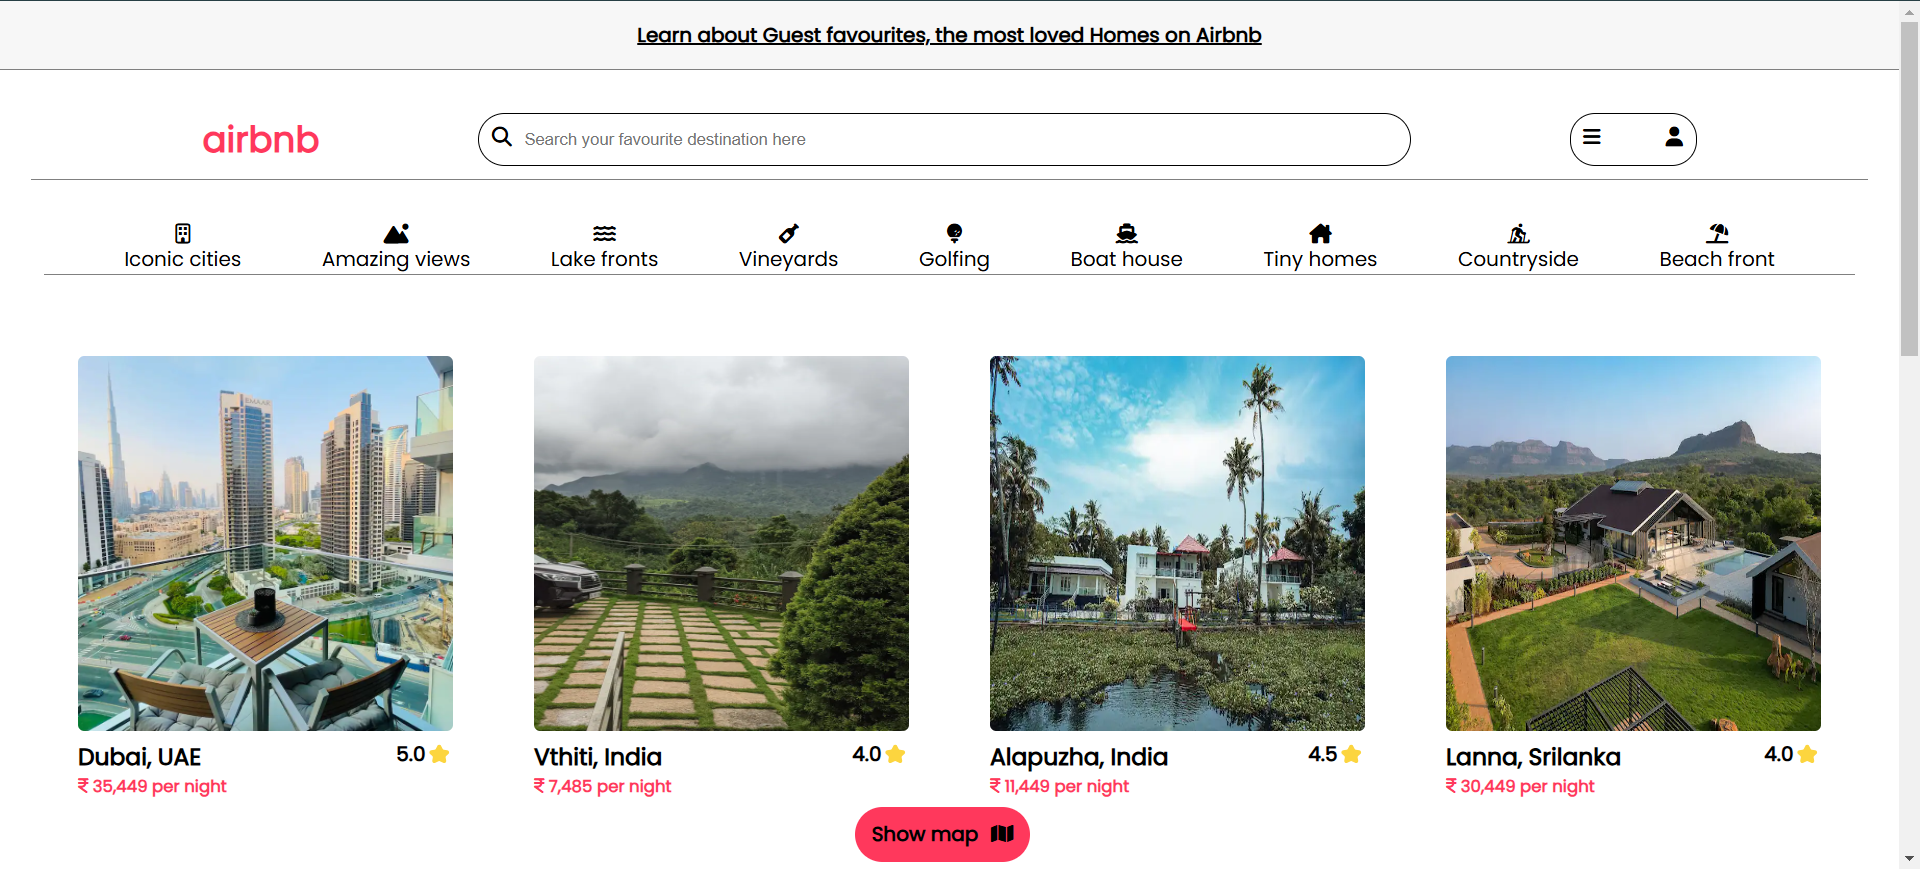 Learn about Guest favourites, the most loved Homes on Airbnb
airbnb
Search your favourite destination here
Iconic cities
Amazing views
Lake fronts
Vineyards
Golfing
Boat house
Tiny homes
Countryside
Beach front
Dubai, UAE 5.0
₹ 35,449 per night
Vthiti, India 4.0
₹ 7,485 per night
Alapuzha, India 4.5
₹ 11,449 per night
Lanna, Srilanka 4.0
₹ 30,449 per night
Show map